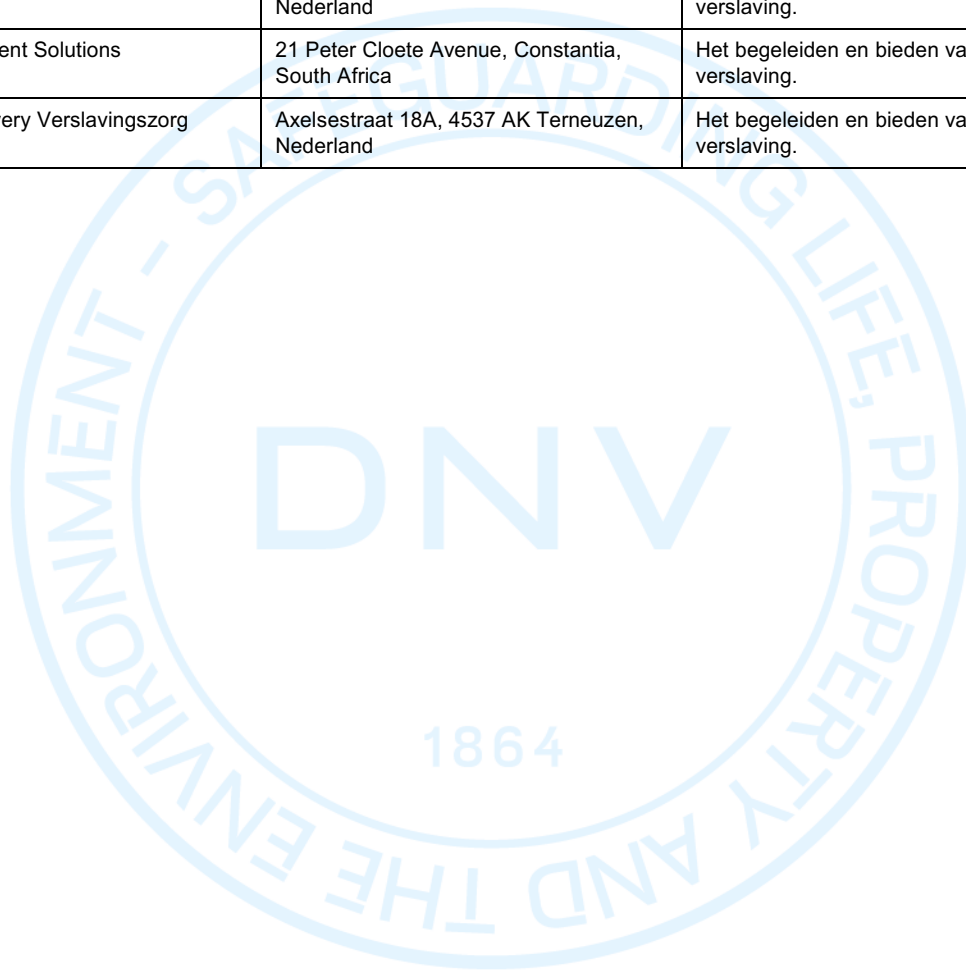 Nederland
verslaving.
ent Solutions
21 Peter Cloete Avenue, Constantia,
South Africa
Het begeleiden en bieden va
verslaving.
ery Verslavingszorg
Axelsestraat 18A, 4537 AK Terneuzen,
Nederland
Het begeleiden en bieden va
verslaving.
SAFEGUARDING LIFE, PROPERTY AND THE ENVIRONMENT -
DNV
1864